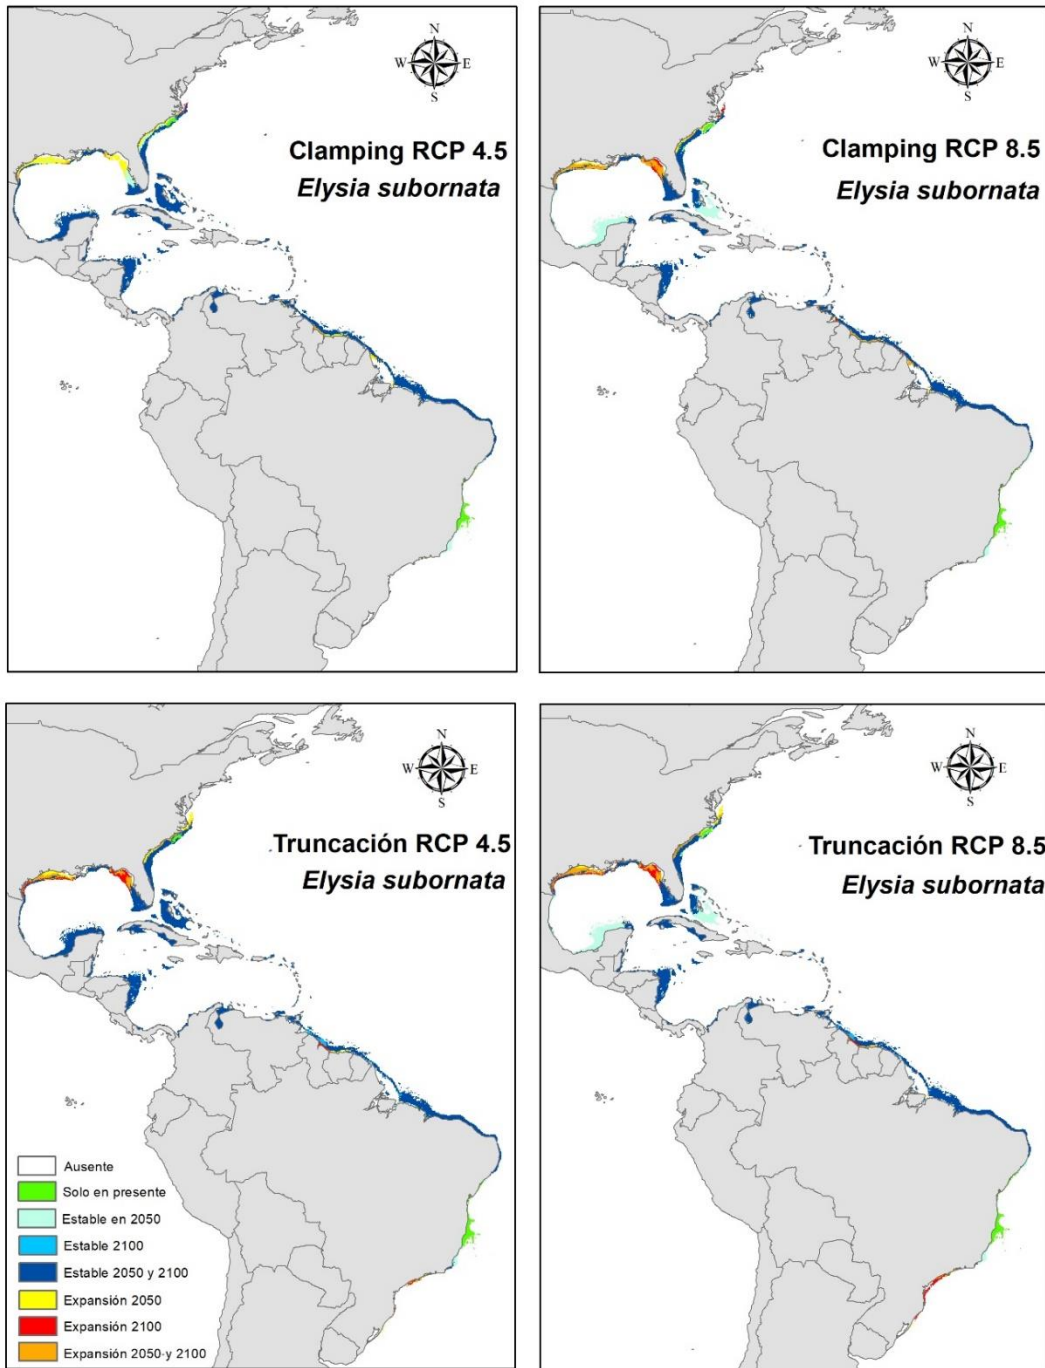 N
W E
S
Clamping RCP 4.5
Elysia subornata
N
W E
S
Clamping RCP 8.5
Elysia subornata
N
W E
S
Truncación RCP 4.5
Elysia subornata
Ausente
Solo en presente
Estable en 2050
Estable 2100
Estable 2050 y 2100
Expansión 2050
Expansión 2100
Expansión 2050 y 2100
N
W E
S
Truncación RCP 8.5
Elysia subornata